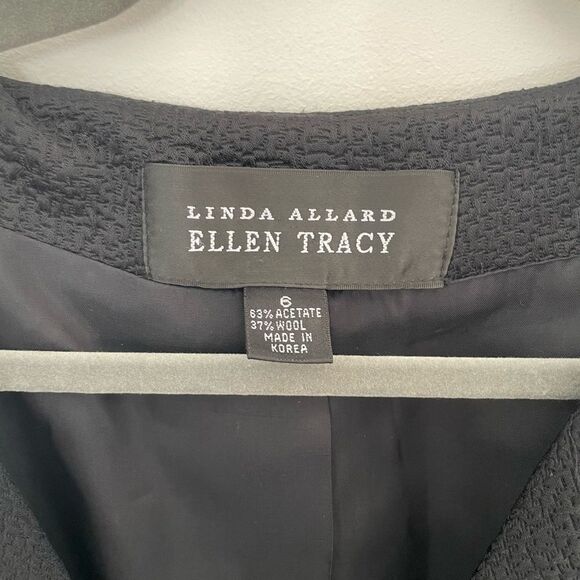 LINDA ALLARD
ELLEN TRACY
6
63% ACETATE
37% WOOL
MADE IN
KOREA